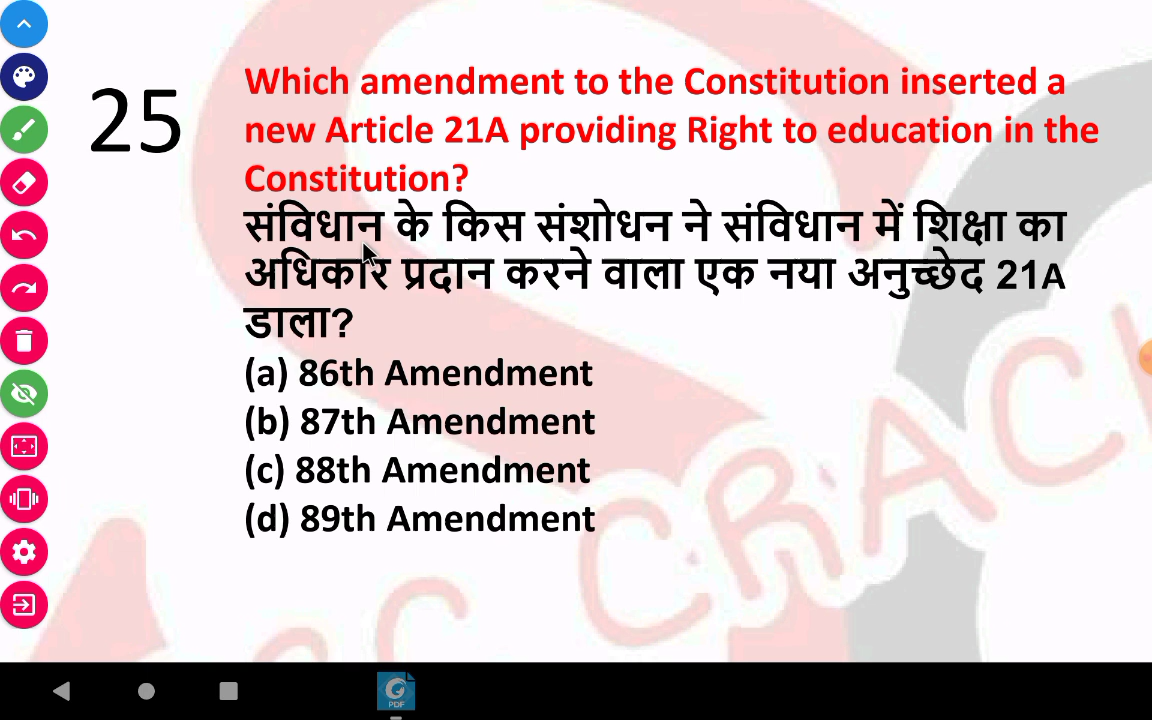 25
Which amendment to the Constitution inserted a
new Article 21A providing Right to education in the
Constitution?
संविधान के किस संशोधन ने संविधान में शिक्षा का
अधिकार प्रदान करने वाला एक नया अनुच्छेद 21A
डाला?
(a) 86th Amendment
(b) 87th Amendment
(c) 88th Amendment
(d) 89th Amendment
PDF